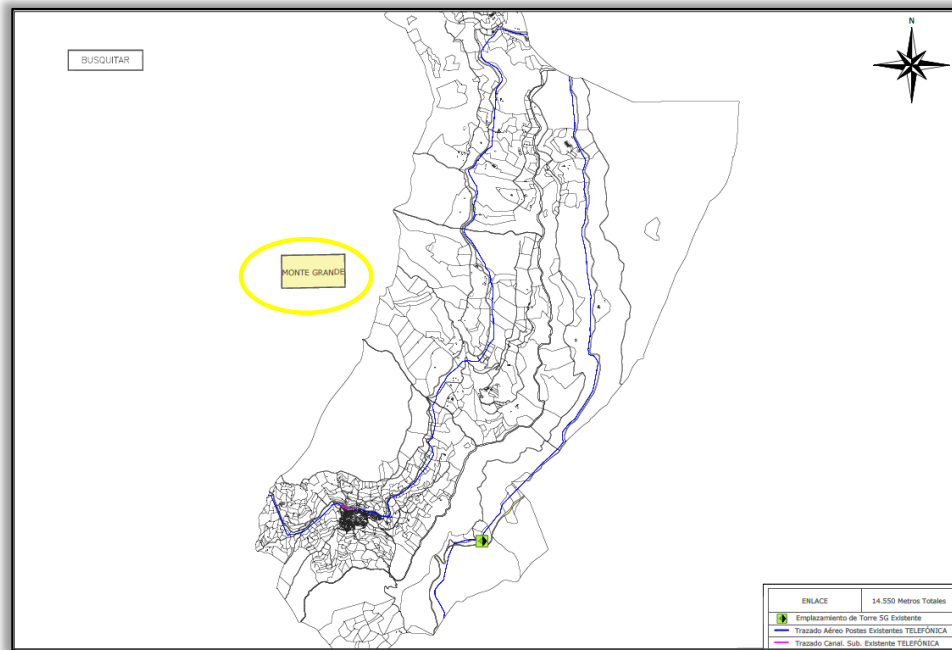 N
BUSQUITAR
MONTE GRANDE
ENLACE 14.550 Metros Totales
Emplazamiento de Torre 5G Existente
Trazado Aéreo Postes Existentes TELEFÓNICA
Trazado Canal. Sub. Existente TELEFÓNICA